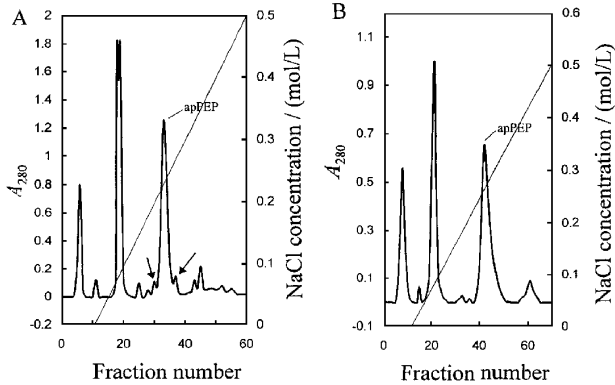 A
2
1.8
1.6
1.4
1.2
1
0.8
0.6
0.4
0.2
0
-0.2
A280
apPEP
0.5
0.4
0.3
0.2
0.1
0
NaCl concentration / (mol/L)
0 20 40 60
Fraction number
B
1.1
0.9
0.7
0.5
0.3
0.1
-0.1
A280
apPEP
0.6
0.5
0.4
0.3
0.2
0.1
0
NaCl concentration / (mol/L)
0 20 40 60
Fraction number